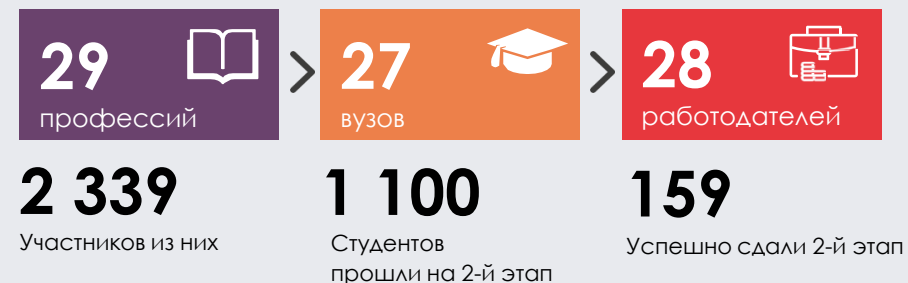 29
профессий
27
вузов
28
работодателей
2 339
Участников из них
1 100
Студентов
прошли на 2-й этап
159
Успешно сдали 2-й этап